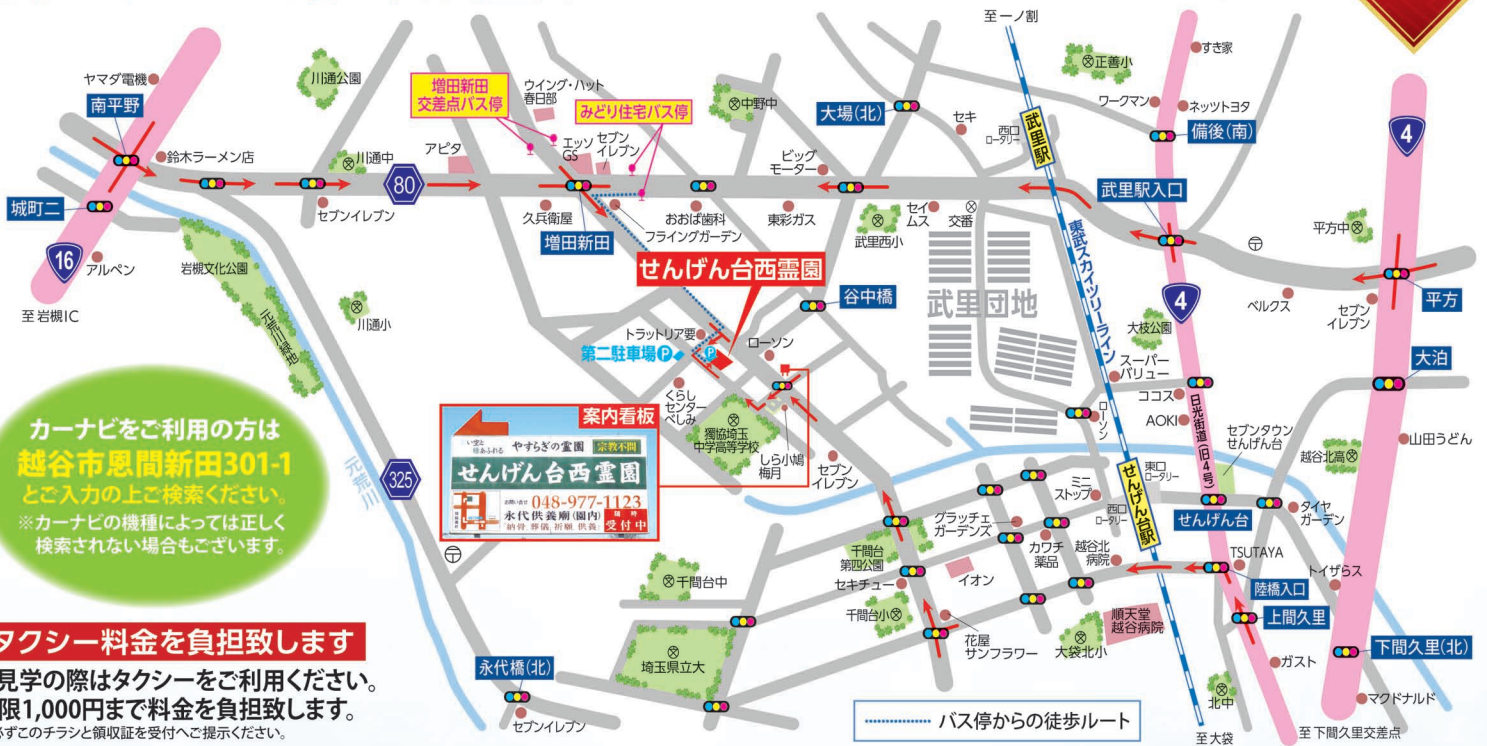 至一ノ割
すき家
正善小
ワークマン
ネッツトヨタ
備後(南)
4
ヤマダ電機
南平野
川通公園
増田新田
交差点バス停
ウイング・ハット
春日部
みどり住宅バス停
中野中
大場(北)
セキ
西口
ロータリー
武里駅
鈴木ラーメン店
川通中
アピタ
エッソ
GS
セブン
イレブン
ビッグ
モーター
武里駅入口
城町二
80
セブンイレブン
久兵衛屋
増田新田
おおば歯科
フライングガーデン
東彩ガス
武里西小
セイ
ムス
交番
東武スカイツリーライン
平方中
16
アルペン
岩槻文化公園
せんげん台西霊園
谷中橋
武里団地
4
ベルクス
セブン
イレブン
平方
至岩槻IC
元荒川緑地
川通小
トラットリア要
第二駐車場P
P
ローソン
大枝公園
スーパー
バリュー
ココス
AOKI
日光街道(旧4号)
大泊
カーナビをご利用の方は
越谷市恩間新田301-1
とご入力の上ご検索ください。
※カーナビの機種によっては正しく
検索されない場合もございます。
元荒川
325
くらし
センター
べしみ
獨協埼玉
中学高等学校
しら小鳩
梅月
セブン
イレブン
案内看板
やすらぎの霊園
宗教不問
せんげん台西霊園
048-977-1123
永代供養廟(園内)
納骨 葬儀 祈願 供養
受付中
ローソン
セブンタウン
せんげん台
越谷北高
山田うどん
ミニ
ストップ
東口
ロータリー
西口
ロータリー
せんげん台駅
せんげん台
タイヤ
ガーデン
グラッチェ
ガーデンズ
カワチ
薬品
越谷北
病院
TSUTAYA
トイザらス
千間台
第四公園
セキチュー
イオン
陸橋入口
上間久里
千間台中
千間台小
花屋
サンフラワー
大袋北小
順天堂
越谷病院
ガスト
下間久里(北)
埼玉県立大
永代橋(北)
セブンイレブン
北中
マクドナルド
至大袋
至下間久里交差点
タクシー料金を負担致します
見学の際はタクシーをご利用ください。
限1,000円まで料金を負担致します。
ずこのチラシと領収証を受付へご提示ください。
バス停からの徒歩ルート